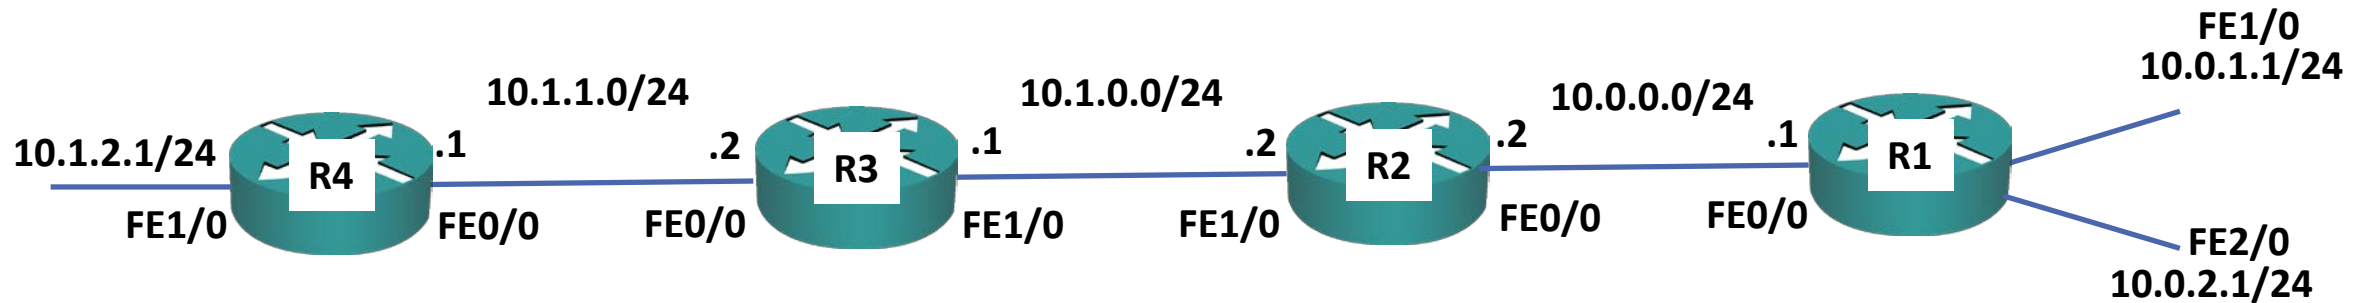 10.1.2.1/24
FE1/0
R4
.1
FE0/0
10.1.1.0/24
.2
FE0/0
R3
.1
FE1/0
10.1.0.0/24
.2
FE1/0
R2
.2
FE0/0
10.0.0.0/24
.1
FE0/0
R1
FE1/0
10.0.1.1/24
FE2/0
10.0.2.1/24